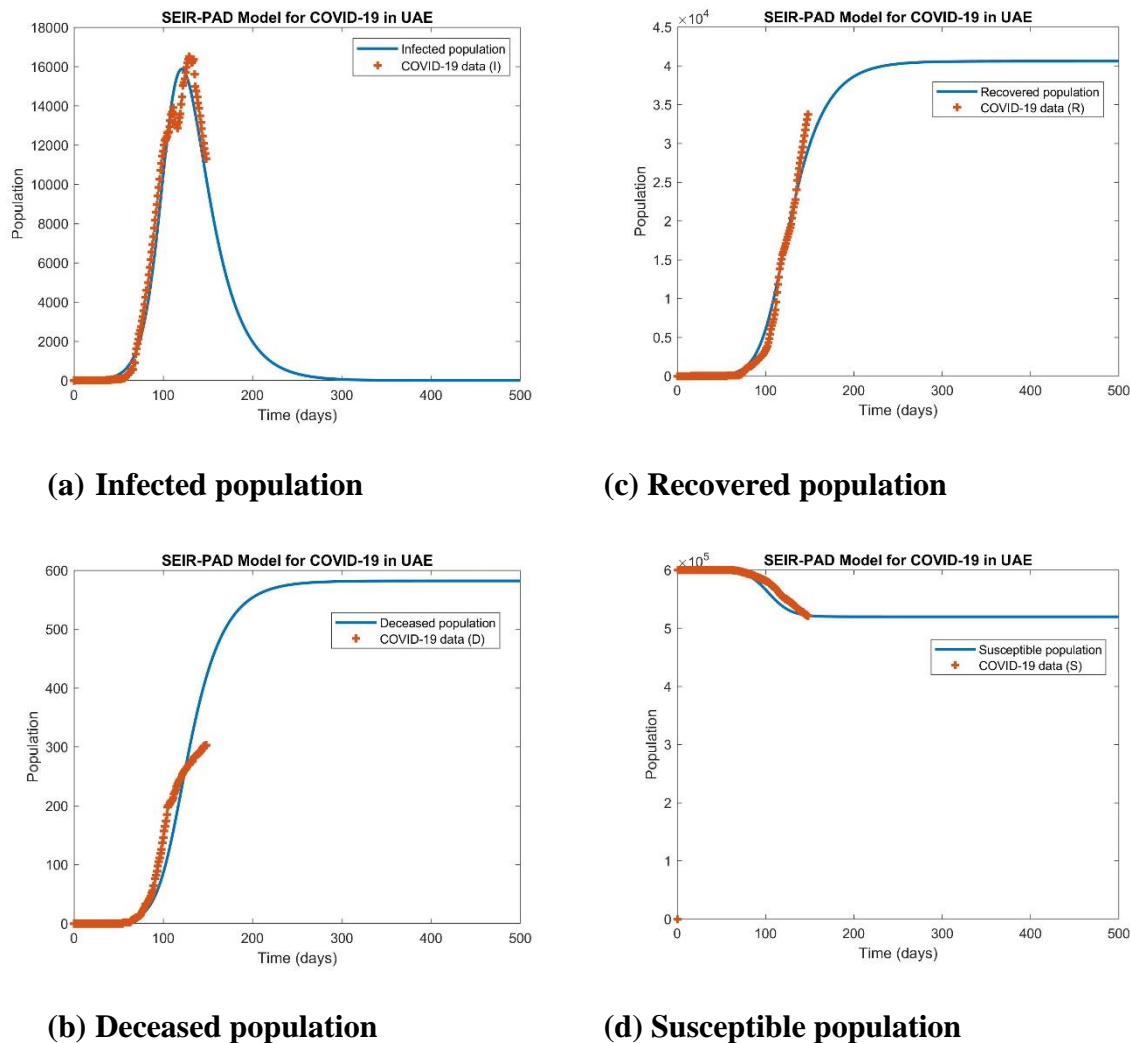 SEIR-PAD Model for COVID-19 in UAE
Infected population
COVID-19 data (I)
18000
16000
14000
12000
10000
8000
6000
4000
2000
0
Population
0 100 200 300 400 500
Time (days)
(a) Infected population
SEIR-PAD Model for COVID-19 in UAE
×10^4
Recovered population
COVID-19 data (R)
4.5
4
3.5
3
2.5
2
1.5
1
0.5
0
Population
0 100 200 300 400 500
Time (days)
(c) Recovered population
SEIR-PAD Model for COVID-19 in UAE
Deceased population
COVID-19 data (D)
600
500
400
300
200
100
0
Population
0 100 200 300 400 500
Time (days)
(b) Deceased population
SEIR-PAD Model for COVID-19 in UAE
×10^5
Susceptible population
COVID-19 data (S)
6
5
4
3
2
1
0
Population
0 100 200 300 400 500
Time (days)
(d) Susceptible population